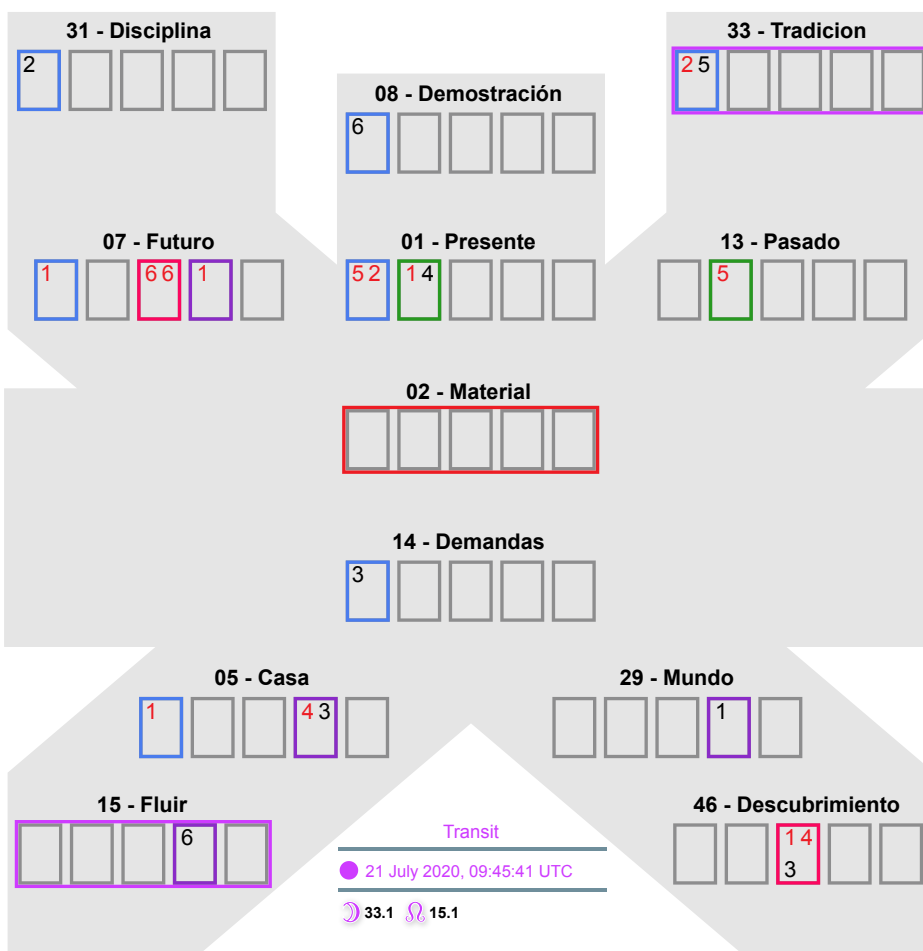 31 - Disciplina
2
33 - Tradicion
2 5
08 - Demostración
6
07 - Futuro
1
6 6
1
01 - Presente
5 2
1 4
13 - Pasado
5
02 - Material
14 - Demandas
3
05 - Casa
1
4 3
29 - Mundo
1
15 - Fluir
6
46 - Descubrimiento
1 4
3
Transit
21 July 2020, 09:45:41 UTC
☽ 33.1 ☊ 15.1